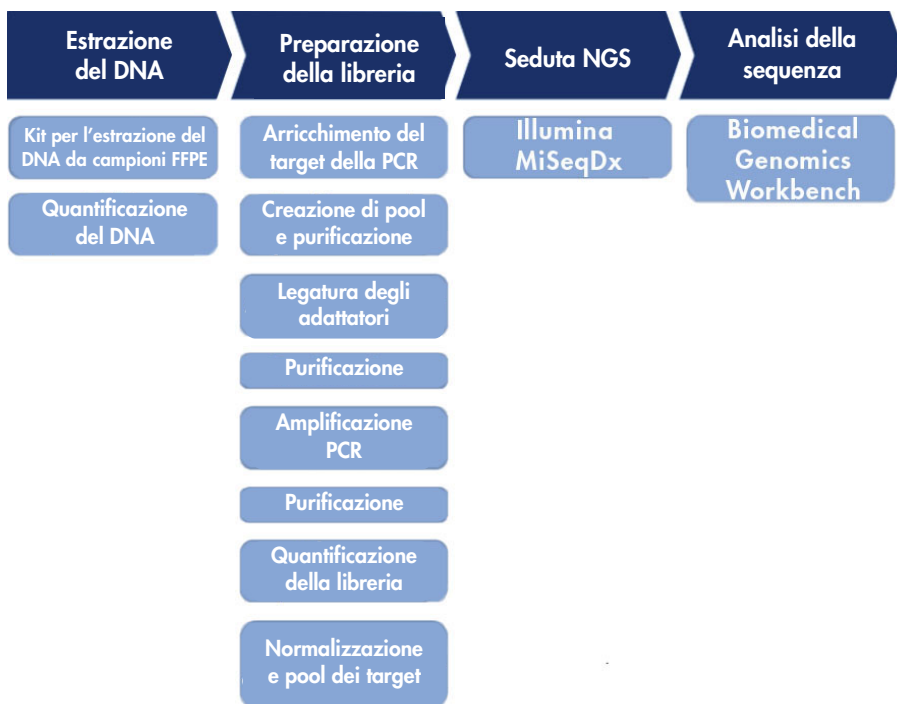 Estrazione
del DNA
Preparazione
della libreria
Seduta NGS
Analisi della
sequenza
Kit per l'estrazione del
DNA da campioni FFPE
Quantificazione
del DNA
Arricchimento del
target della PCR
Creazione di pool
e purificazione
Legatura degli
adattatori
Purificazione
Amplificazione
PCR
Purificazione
Quantificazione
della libreria
Normalizzazione
e pool dei target
Illumina
MiSeqDx
Biomedical
Genomics
Workbench